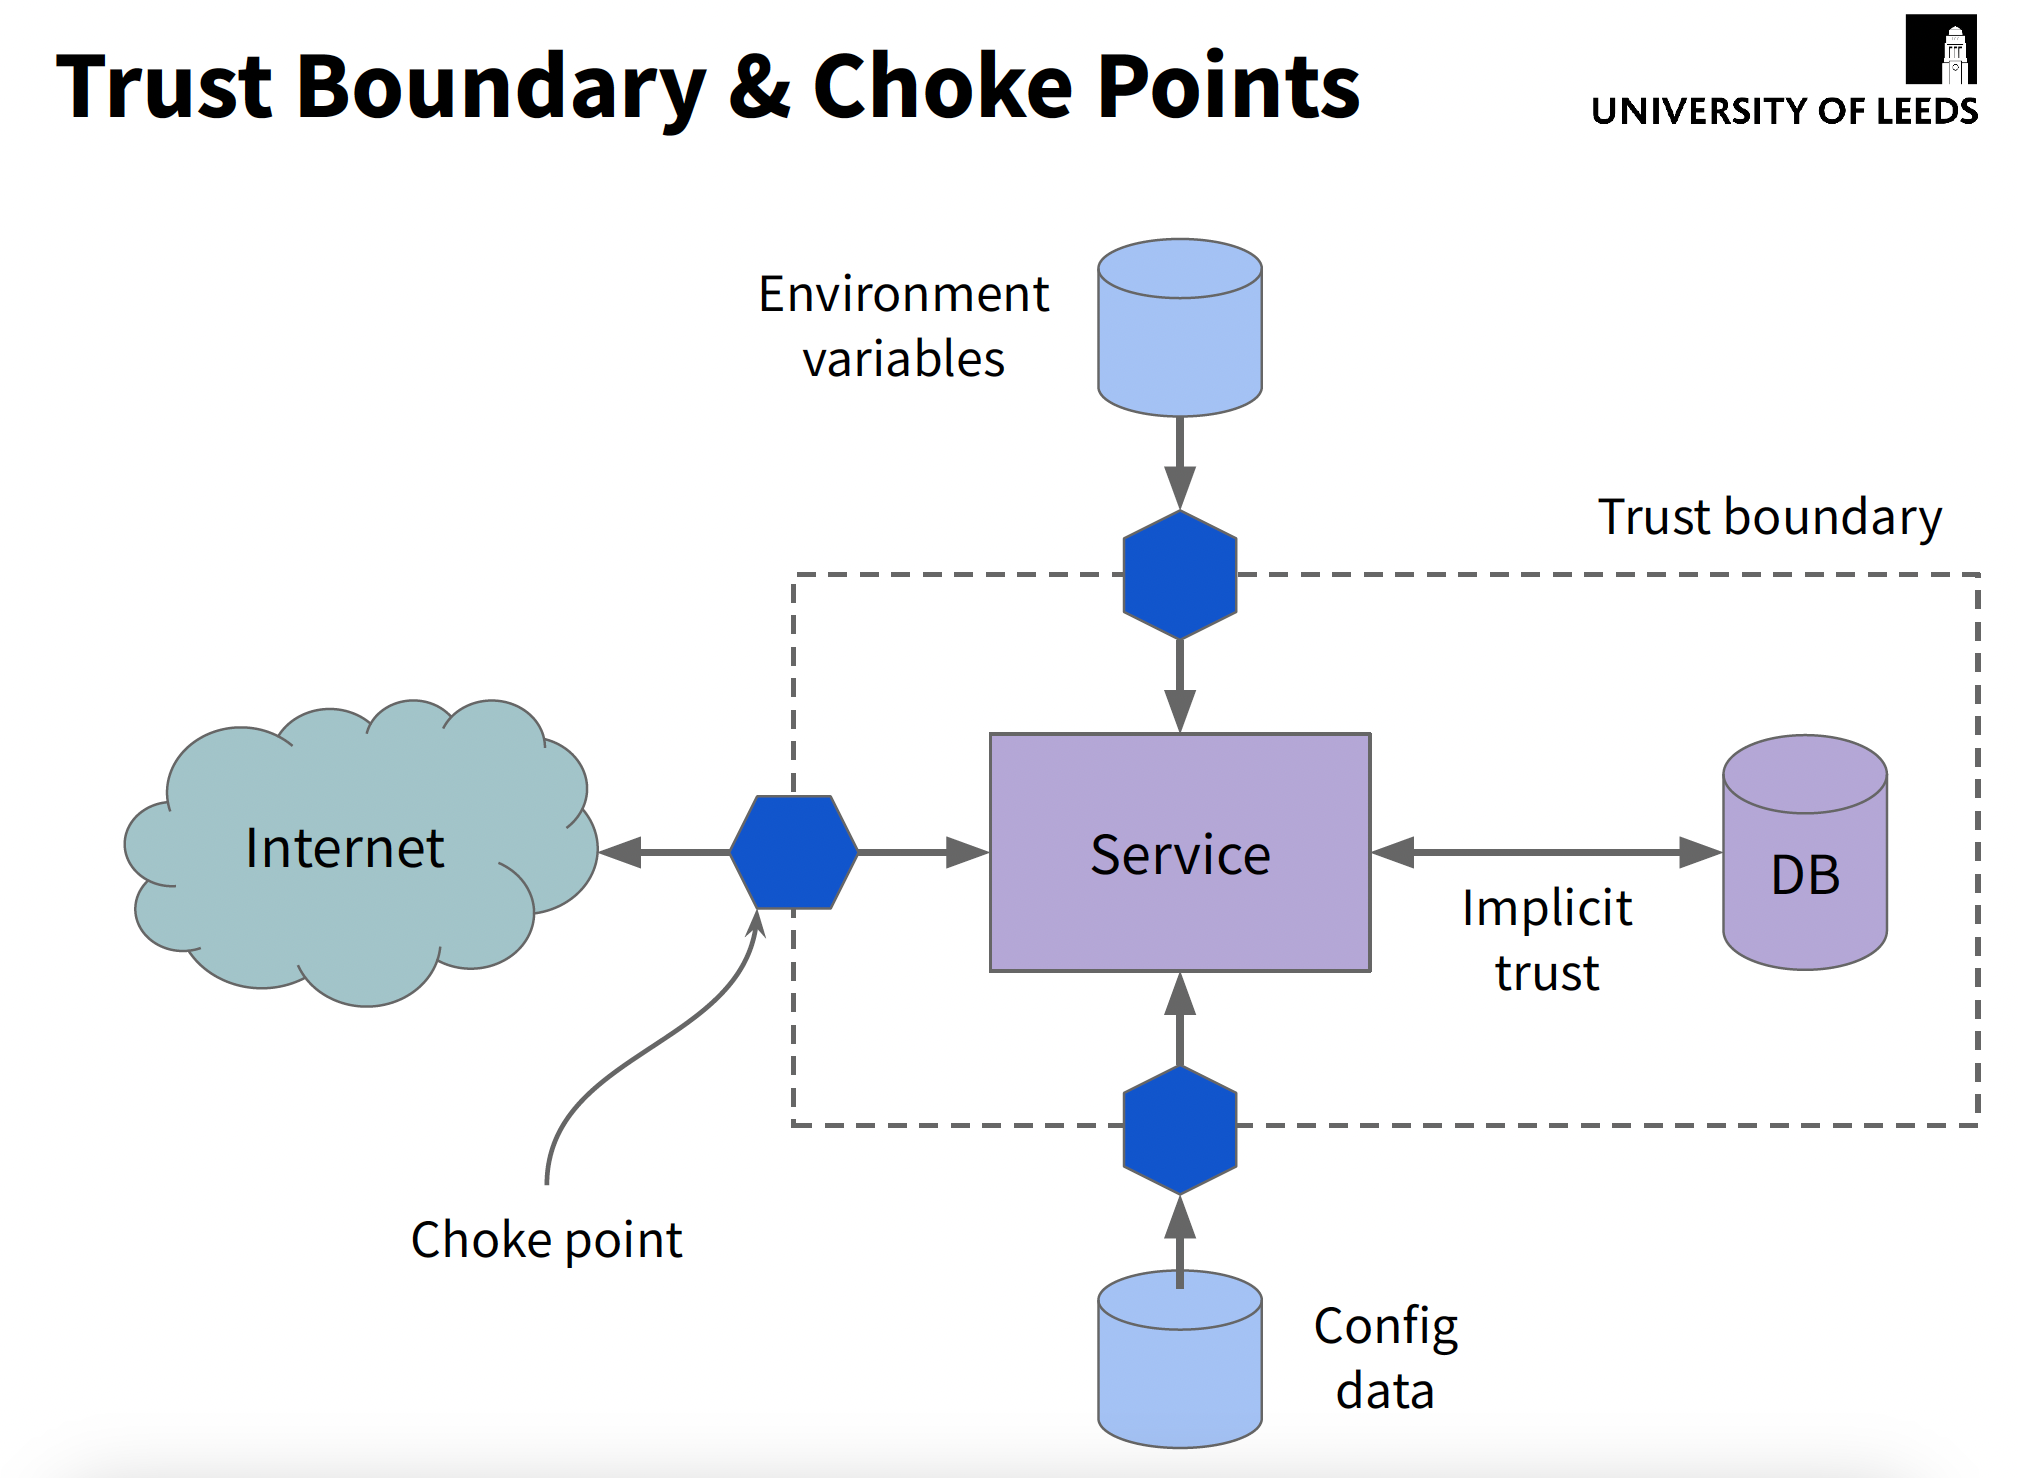 Trust Boundary & Choke Points
UNIVERSITY OF LEEDS
Environment
variables
Trust boundary
Internet
Service
DB
Implicit
trust
Choke point
Config
data